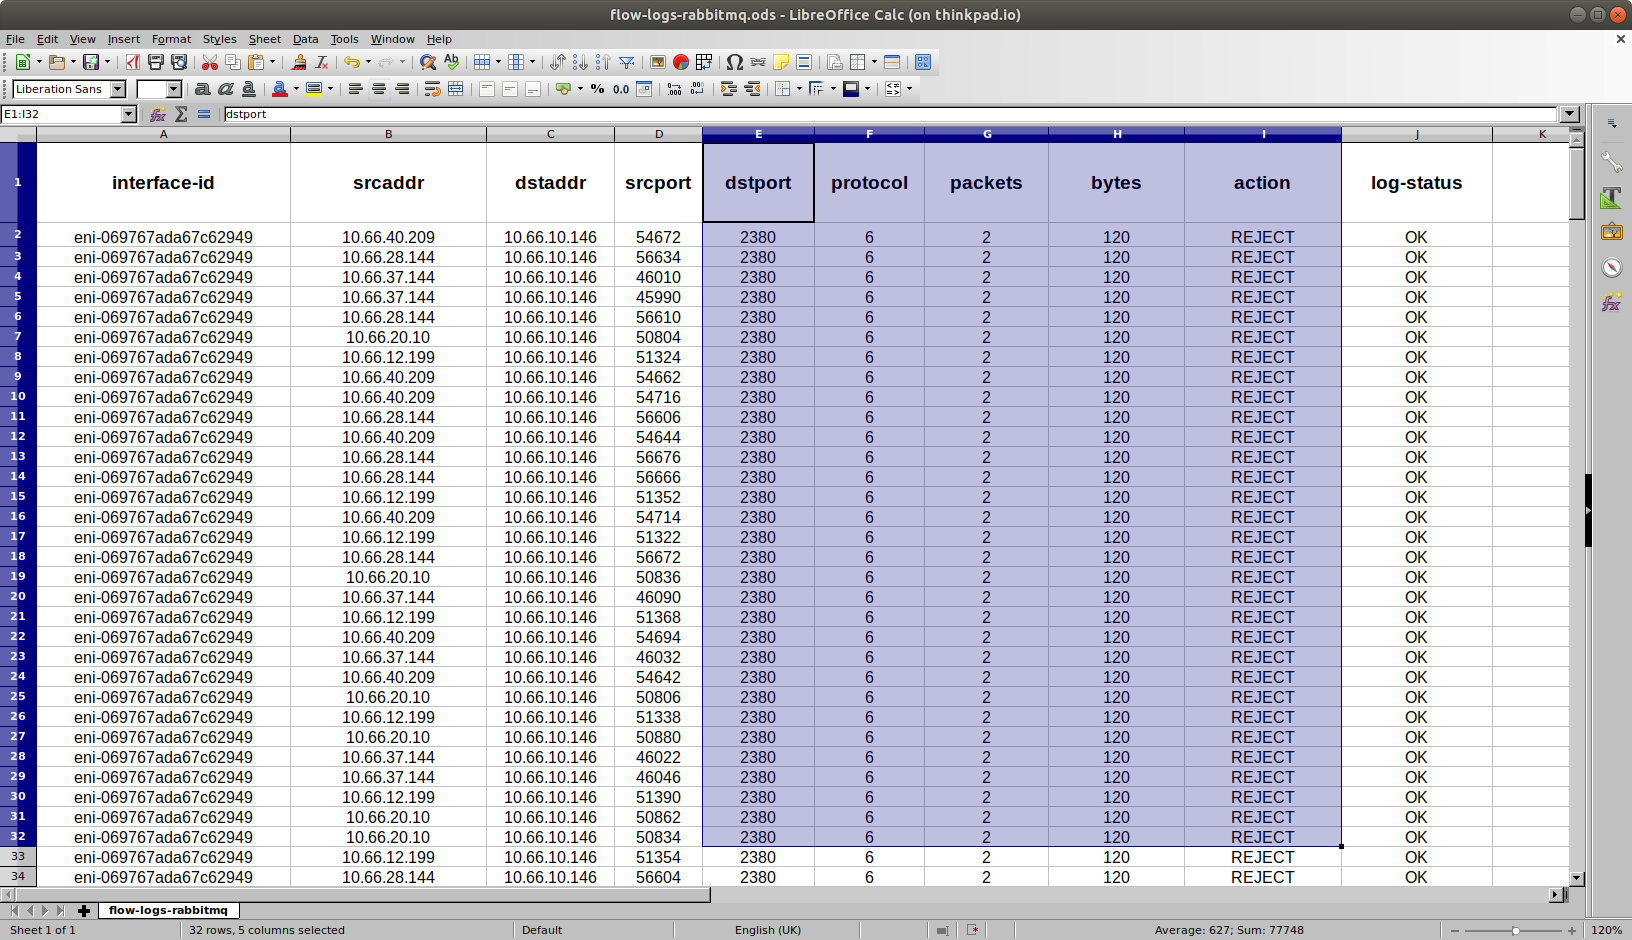 flow-logs-rabbitmq.ods - LibreOffice Calc (on thinkpad.io)
File Edit View Insert Format Styles Sheet Data Tools Window Help
Liberation Sans
E1:I32 dstport
A B C D E F G H I J K
1 interface-id srcaddr dstaddr srcport dstport protocol packets bytes action log-status
2 eni-069767ada67c62949 10.66.40.209 10.66.10.146 54672 2380 6 2 120 REJECT OK
3 eni-069767ada67c62949 10.66.28.144 10.66.10.146 56634 2380 6 2 120 REJECT OK
4 eni-069767ada67c62949 10.66.37.144 10.66.10.146 46010 2380 6 2 120 REJECT OK
5 eni-069767ada67c62949 10.66.37.144 10.66.10.146 45990 2380 6 2 120 REJECT OK
6 eni-069767ada67c62949 10.66.28.144 10.66.10.146 56610 2380 6 2 120 REJECT OK
7 eni-069767ada67c62949 10.66.20.10 10.66.10.146 50804 2380 6 2 120 REJECT OK
8 eni-069767ada67c62949 10.66.12.199 10.66.10.146 51324 2380 6 2 120 REJECT OK
9 eni-069767ada67c62949 10.66.40.209 10.66.10.146 54662 2380 6 2 120 REJECT OK
10 eni-069767ada67c62949 10.66.40.209 10.66.10.146 54716 2380 6 2 120 REJECT OK
11 eni-069767ada67c62949 10.66.28.144 10.66.10.146 56606 2380 6 2 120 REJECT OK
12 eni-069767ada67c62949 10.66.40.209 10.66.10.146 54644 2380 6 2 120 REJECT OK
13 eni-069767ada67c62949 10.66.28.144 10.66.10.146 56676 2380 6 2 120 REJECT OK
14 eni-069767ada67c62949 10.66.28.144 10.66.10.146 56666 2380 6 2 120 REJECT OK
15 eni-069767ada67c62949 10.66.12.199 10.66.10.146 51352 2380 6 2 120 REJECT OK
16 eni-069767ada67c62949 10.66.40.209 10.66.10.146 54714 2380 6 2 120 REJECT OK
17 eni-069767ada67c62949 10.66.12.199 10.66.10.146 51322 2380 6 2 120 REJECT OK
18 eni-069767ada67c62949 10.66.28.144 10.66.10.146 56672 2380 6 2 120 REJECT OK
19 eni-069767ada67c62949 10.66.20.10 10.66.10.146 50836 2380 6 2 120 REJECT OK
20 eni-069767ada67c62949 10.66.37.144 10.66.10.146 46090 2380 6 2 120 REJECT OK
21 eni-069767ada67c62949 10.66.12.199 10.66.10.146 51368 2380 6 2 120 REJECT OK
22 eni-069767ada67c62949 10.66.40.209 10.66.10.146 54694 2380 6 2 120 REJECT OK
23 eni-069767ada67c62949 10.66.37.144 10.66.10.146 46032 2380 6 2 120 REJECT OK
24 eni-069767ada67c62949 10.66.40.209 10.66.10.146 54642 2380 6 2 120 REJECT OK
25 eni-069767ada67c62949 10.66.20.10 10.66.10.146 50806 2380 6 2 120 REJECT OK
26 eni-069767ada67c62949 10.66.12.199 10.66.10.146 51338 2380 6 2 120 REJECT OK
27 eni-069767ada67c62949 10.66.20.10 10.66.10.146 50880 2380 6 2 120 REJECT OK
28 eni-069767ada67c62949 10.66.37.144 10.66.10.146 46022 2380 6 2 120 REJECT OK
29 eni-069767ada67c62949 10.66.37.144 10.66.10.146 46046 2380 6 2 120 REJECT OK
30 eni-069767ada67c62949 10.66.12.199 10.66.10.146 51390 2380 6 2 120 REJECT OK
31 eni-069767ada67c62949 10.66.20.10 10.66.10.146 50862 2380 6 2 120 REJECT OK
32 eni-069767ada67c62949 10.66.20.10 10.66.10.146 50834 2380 6 2 120 REJECT OK
33 eni-069767ada67c62949 10.66.12.199 10.66.10.146 51354 2380 6 2 120 REJECT OK
34 eni-069767ada67c62949 10.66.28.144 10.66.10.146 56604 2380 6 2 120 REJECT OK
flow-logs-rabbitmq
Sheet 1 of 1 32 rows, 5 columns selected Default English (UK) Average: 627; Sum: 77748 120%